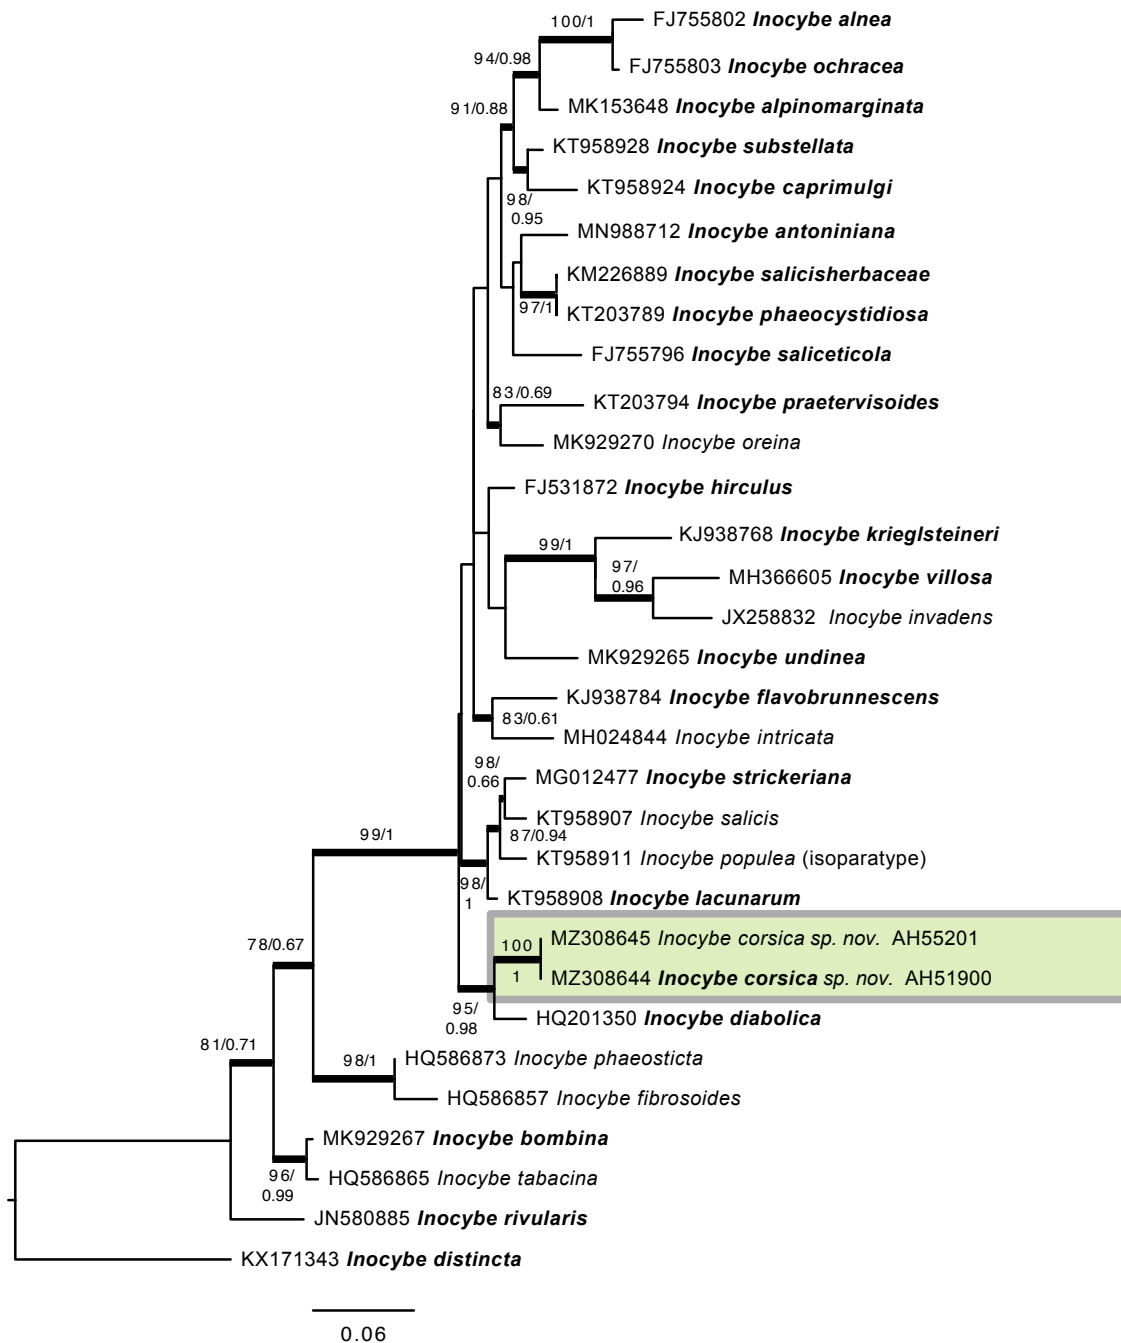 100/1
FJ755802 Inocybe alnea
94/0.98
FJ755803 Inocybe ochracea
91/0.88
MK153648 Inocybe alpinomarginata
KT958928 Inocybe substellata
KT958924 Inocybe caprimulgi
98/
0.95
MN988712 Inocybe antoniniana
KM226889 Inocybe salicisherbaceae
97/1
KT203789 Inocybe phaeocystidiosa
FJ755796 Inocybe saliceticola
83/0.69
KT203794 Inocybe praetervisoides
MK929270 Inocybe oreina
FJ531872 Inocybe hirculus
KJ938768 Inocybe krieglsteineri
99/1
97/
0.96
MH366605 Inocybe villosa
JX258832 Inocybe invadens
MK929265 Inocybe undinea
KJ938784 Inocybe flavobrunnescens
83/0.61
MH024844 Inocybe intricata
98/
0.66
MG012477 Inocybe strickeriana
KT958907 Inocybe salicis
99/1
87/0.94
KT958911 Inocybe populea (isoparatype)
98/
1
KT958908 Inocybe lacunarum
MZ308645 Inocybe corsica sp. nov. AH55201
100
1
MZ308644 Inocybe corsica sp. nov. AH51900
78/0.67
95/
0.98
HQ201350 Inocybe diabolica
81/0.71
98/1
HQ586873 Inocybe phaeosticta
HQ586857 Inocybe fibrosoides
MK929267 Inocybe bombina
96/
0.99
HQ586865 Inocybe tabacina
JN580885 Inocybe rivularis
KX171343 Inocybe distincta
0.06